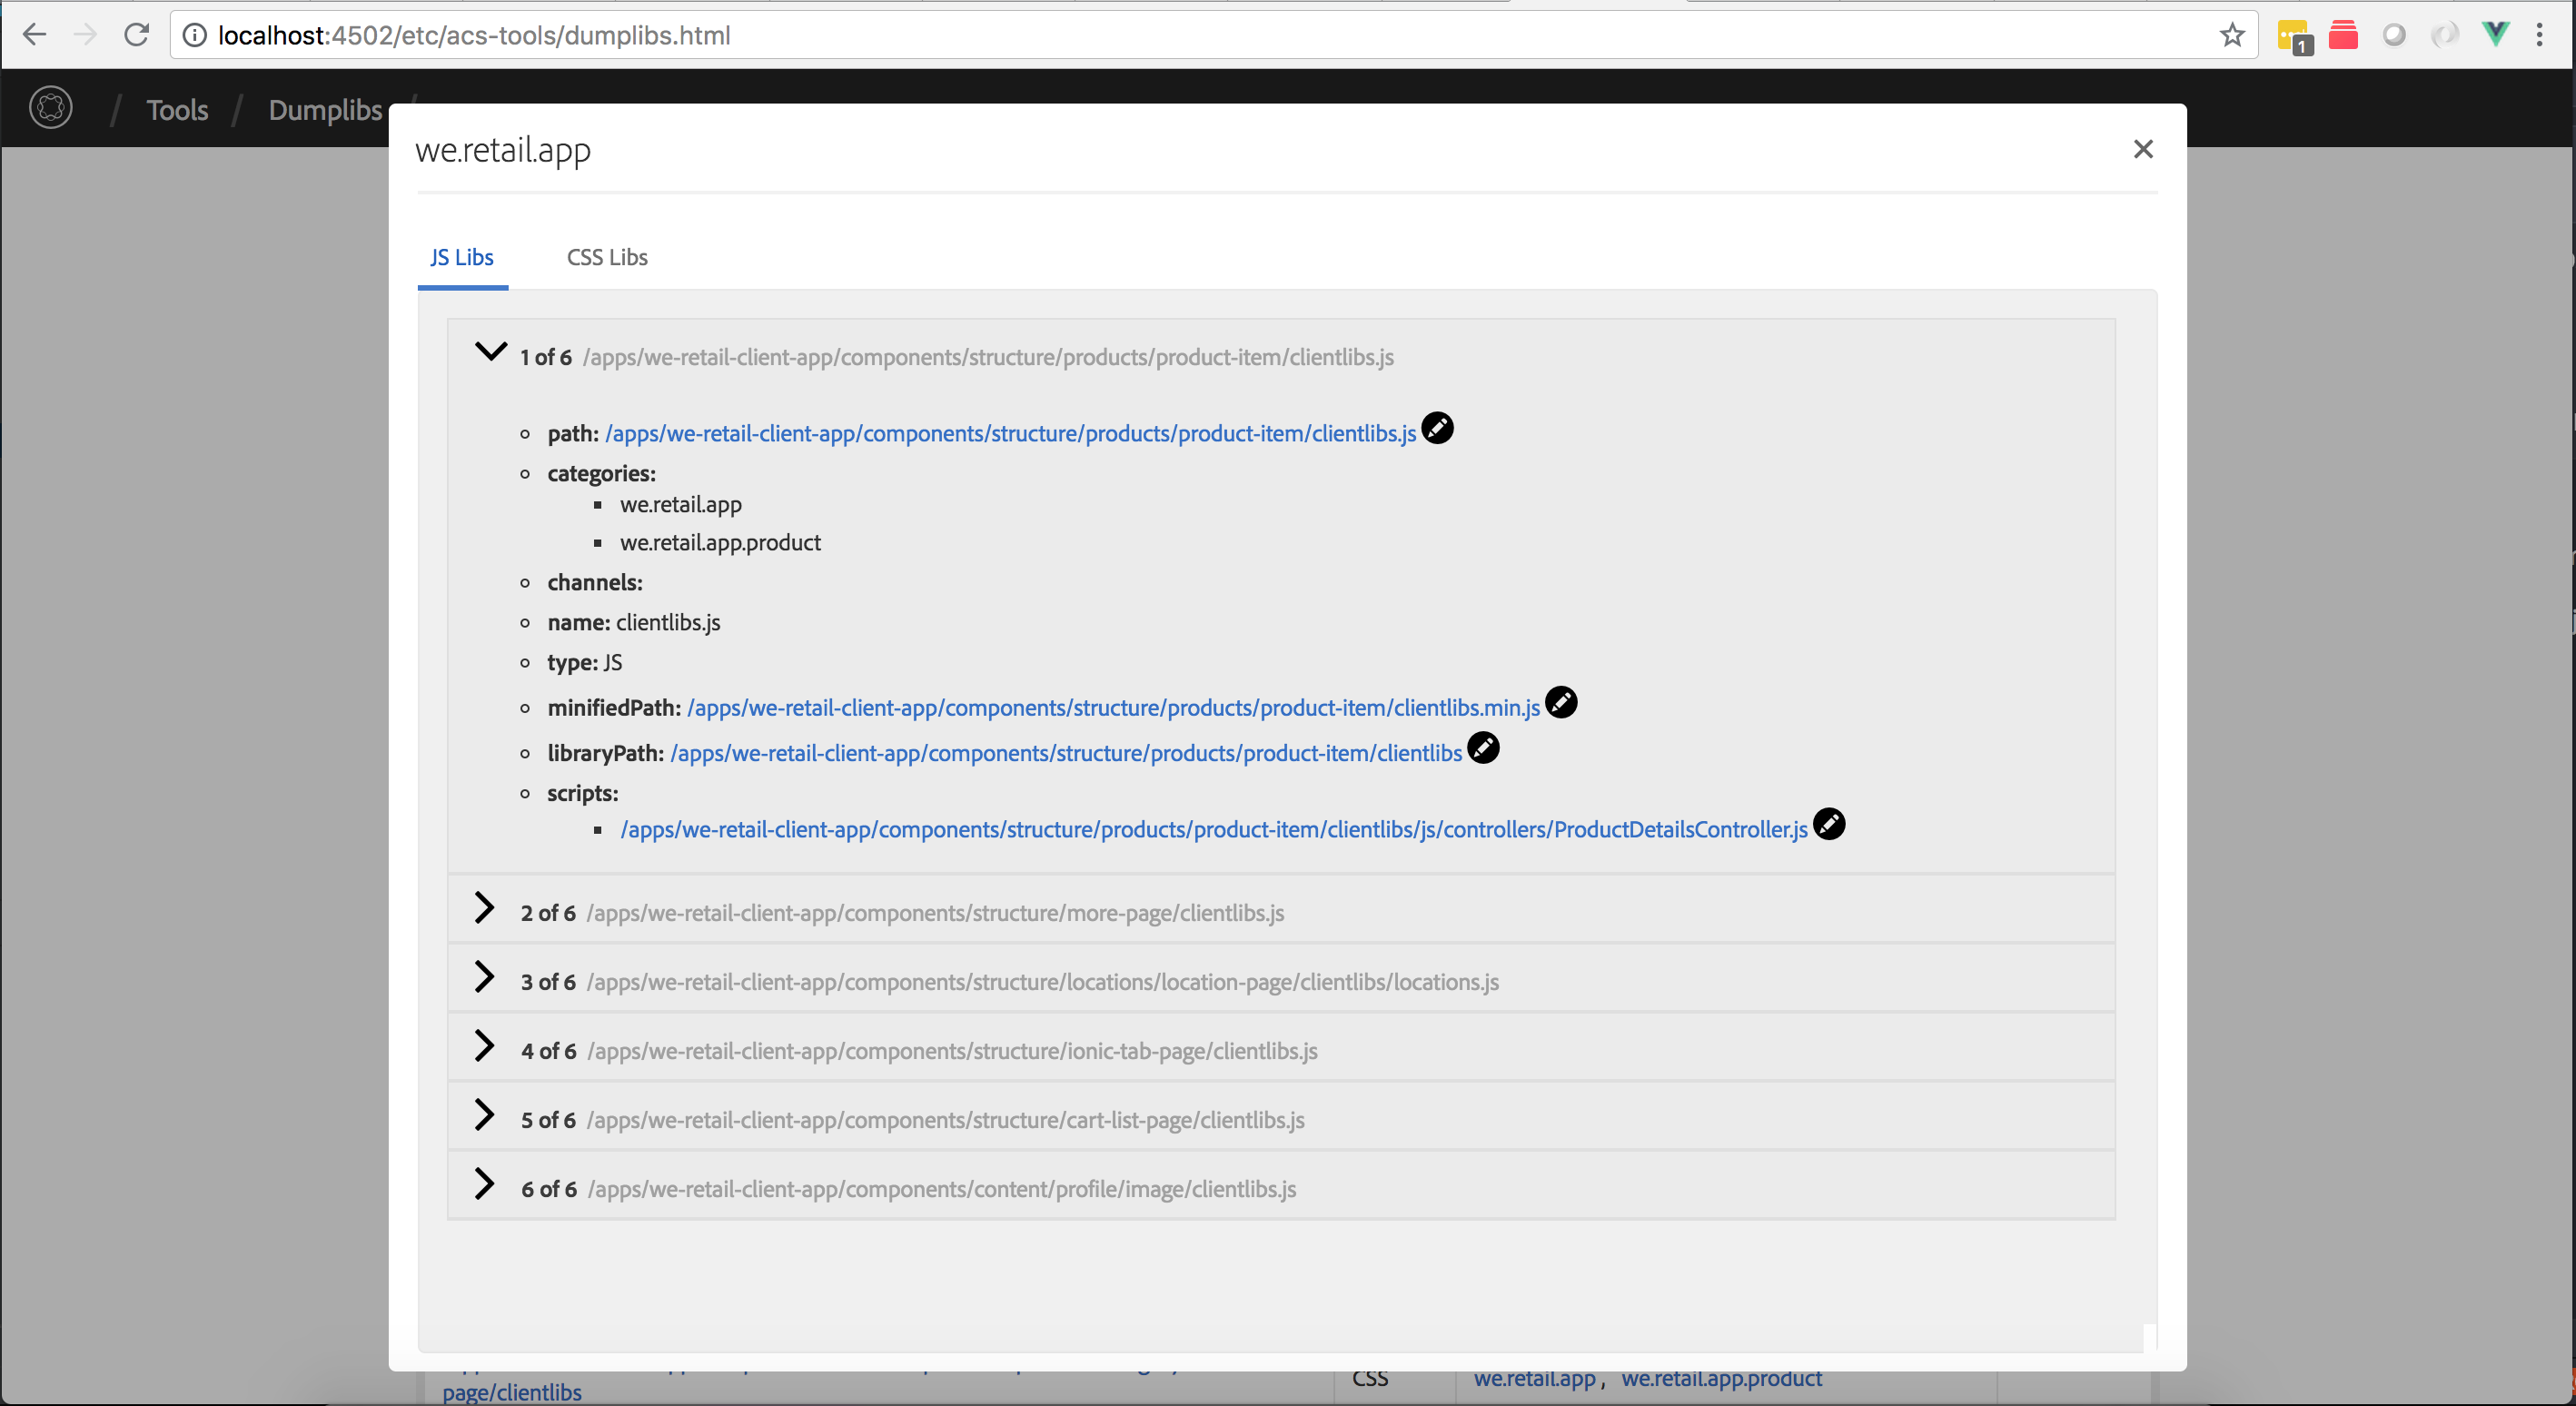 localhost:4502/etc/acs-tools/dumplibs.html
1
/ Tools / Dumplibs /
we.retail.app
JS Libs CSS Libs
1 of 6 /apps/we-retail-client-app/components/structure/products/product-item/clientlibs.js
path: /apps/we-retail-client-app/components/structure/products/product-item/clientlibs.js
categories:
we.retail.app
we.retail.app.product
channels:
name: clientlibs.js
type: JS
minifiedPath: /apps/we-retail-client-app/components/structure/products/product-item/clientlibs.min.js
libraryPath: /apps/we-retail-client-app/components/structure/products/product-item/clientlibs
scripts:
/apps/we-retail-client-app/components/structure/products/product-item/clientlibs/js/controllers/ProductDetailsController.js
2 of 6 /apps/we-retail-client-app/components/structure/more-page/clientlibs.js
3 of 6 /apps/we-retail-client-app/components/structure/locations/location-page/clientlibs/locations.js
4 of 6 /apps/we-retail-client-app/components/structure/ionic-tab-page/clientlibs.js
5 of 6 /apps/we-retail-client-app/components/structure/cart-list-page/clientlibs.js
6 of 6 /apps/we-retail-client-app/components/content/profile/image/clientlibs.js
page/clientlibs CSS we.retail.app , we.retail.app.product